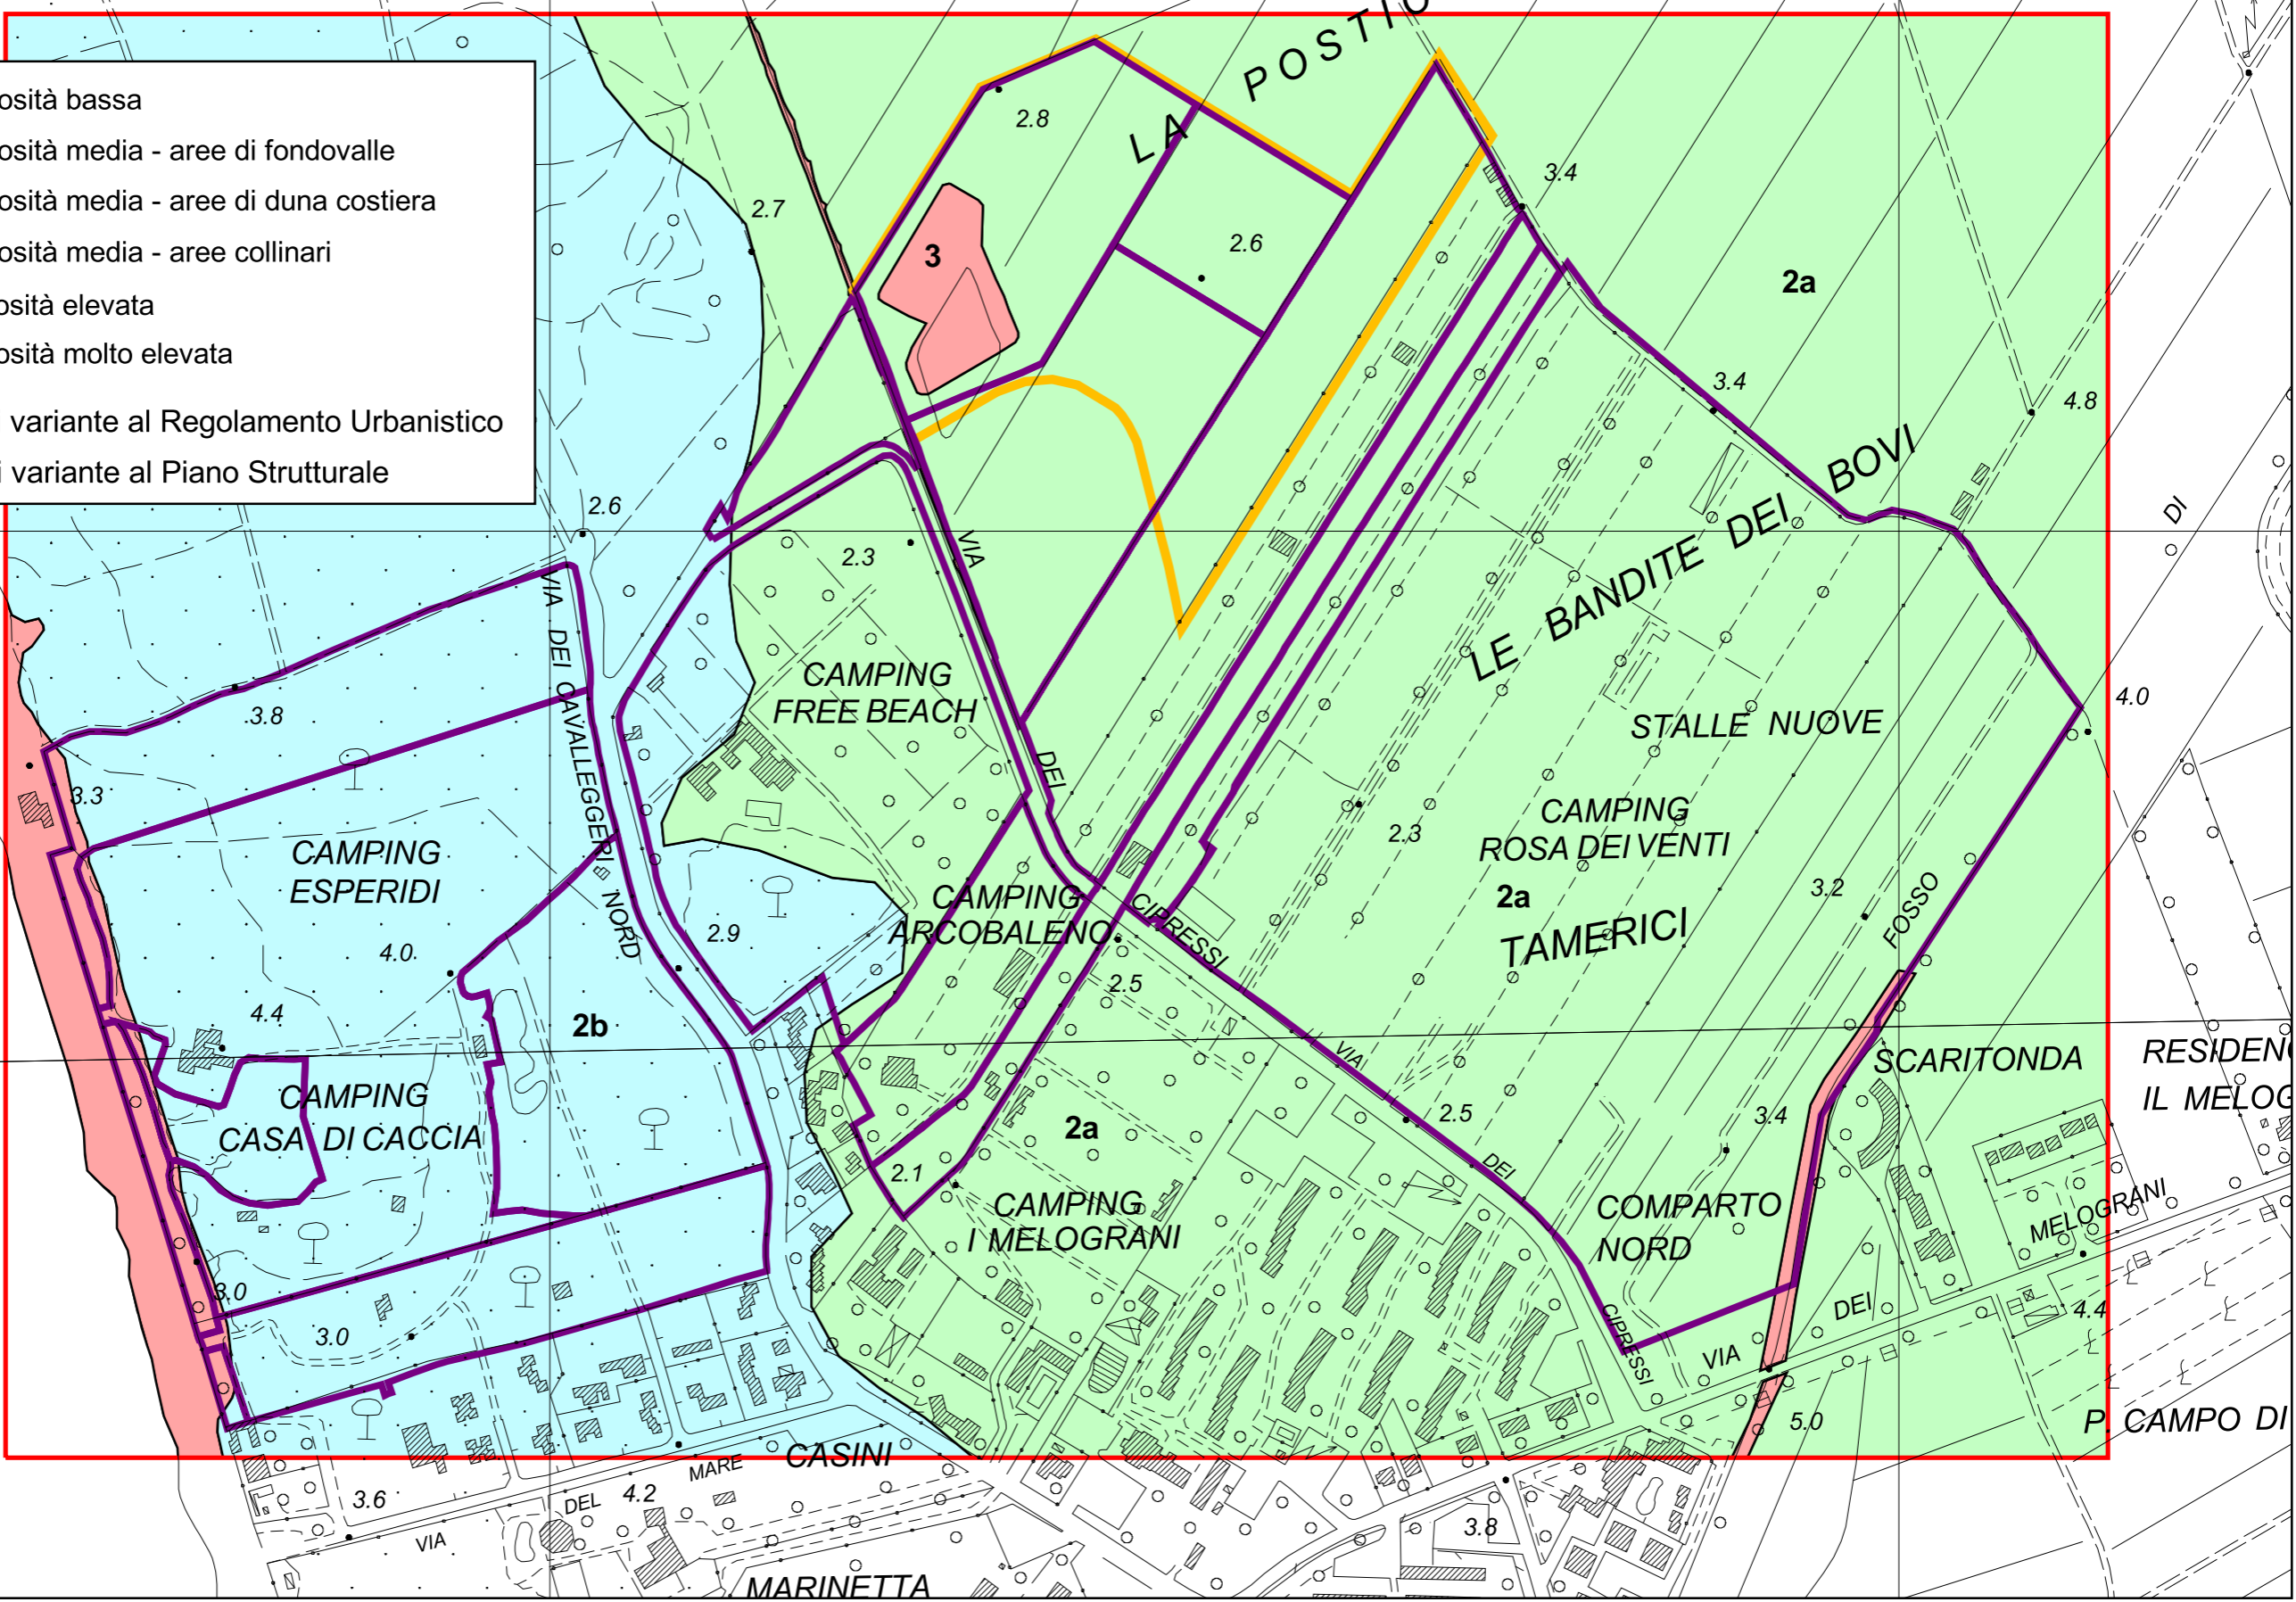 osità bassa
osità media - aree di fondovalle
osità media - aree di duna costiera
osità media - aree collinari
osità elevata
osità molto elevata
variante al Regolamento Urbanistico
i variante al Piano Strutturale
LA POSTIO
2.8
2.7
3
2.6
3.4
2a
3.4
4.8
BOVI
LE BANDITE DEI
DI
2.6
2.3
VIA
VIA DEI CAVALLEGGERI NORD
CAMPING
FREE BEACH
DEI
STALLE NUOVE
4.0
3.8
3.3
CAMPING
ESPERIDI
CAMPING
ROSA DEI VENTI
2.3
2a
3.2
TAMERICI
FOSSO
CAMPING
ARCOBALENO
CIPRESSI
2.9
4.0
4.4
2b
2.5
VIA
SCARITONDA
RESIDEN
IL MELOG
CAMPING
CASA DI CACCIA
2a
2.5
3.4
2.1
DEI
CAMPING
I MELOGRANI
COMPARTO
NORD
MELOGRANI
3.0
3.0
CIPRESSI
VIA
DEI
4.4
5.0
P. CAMPO DI
CASINI
MARE
DEL
VIA
3.6
4.2
3.8
MARINETTA